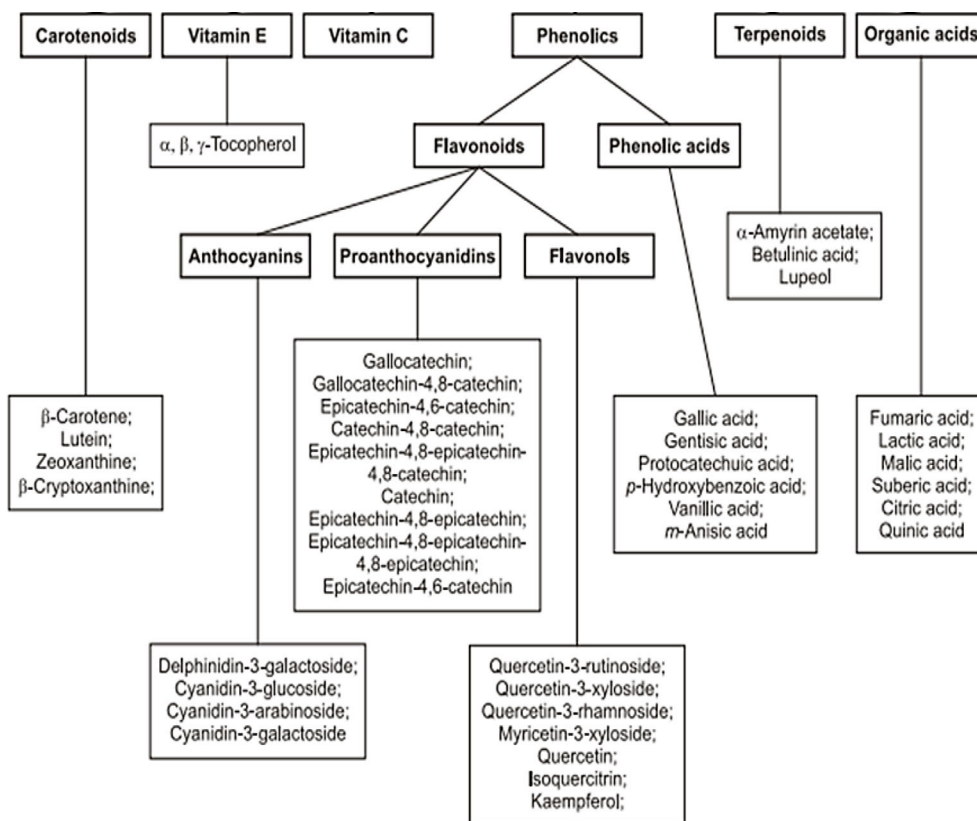 Carotenoids
Vitamin E
Vitamin C
Phenolics
Terpenoids
Organic acids
α, β, γ-Tocopherol
Flavonoids
Phenolic acids
α-Amyrin acetate;
Betulinic acid;
Lupeol
Anthocyanins
Proanthocyanidins
Flavonols
Gallocatechin;
Gallocatechin-4,8-catechin;
Epicatechin-4,6-catechin;
Catechin-4,8-catechin;
Epicatechin-4,8-epicatechin-
4,8-catechin;
Catechin;
Epicatechin-4,8-epicatechin;
Epicatechin-4,8-epicatechin-
4,8-epicatechin;
Epicatechin-4,6-catechin
β-Carotene;
Lutein;
Zeoxanthine;
β-Cryptoxanthine;
Gallic acid;
Gentisic acid;
Protocatechuic acid;
p-Hydroxybenzoic acid;
Vanillic acid;
m-Anisic acid
Fumaric acid;
Lactic acid;
Malic acid;
Suberic acid;
Citric acid;
Quinic acid
Delphinidin-3-galactoside;
Cyanidin-3-glucoside;
Cyanidin-3-arabinoside;
Cyanidin-3-galactoside
Quercetin-3-rutinoside;
Quercetin-3-xyloside;
Quercetin-3-rhamnoside;
Myricetin-3-xyloside;
Quercetin;
Isoquercitrin;
Kaempferol;